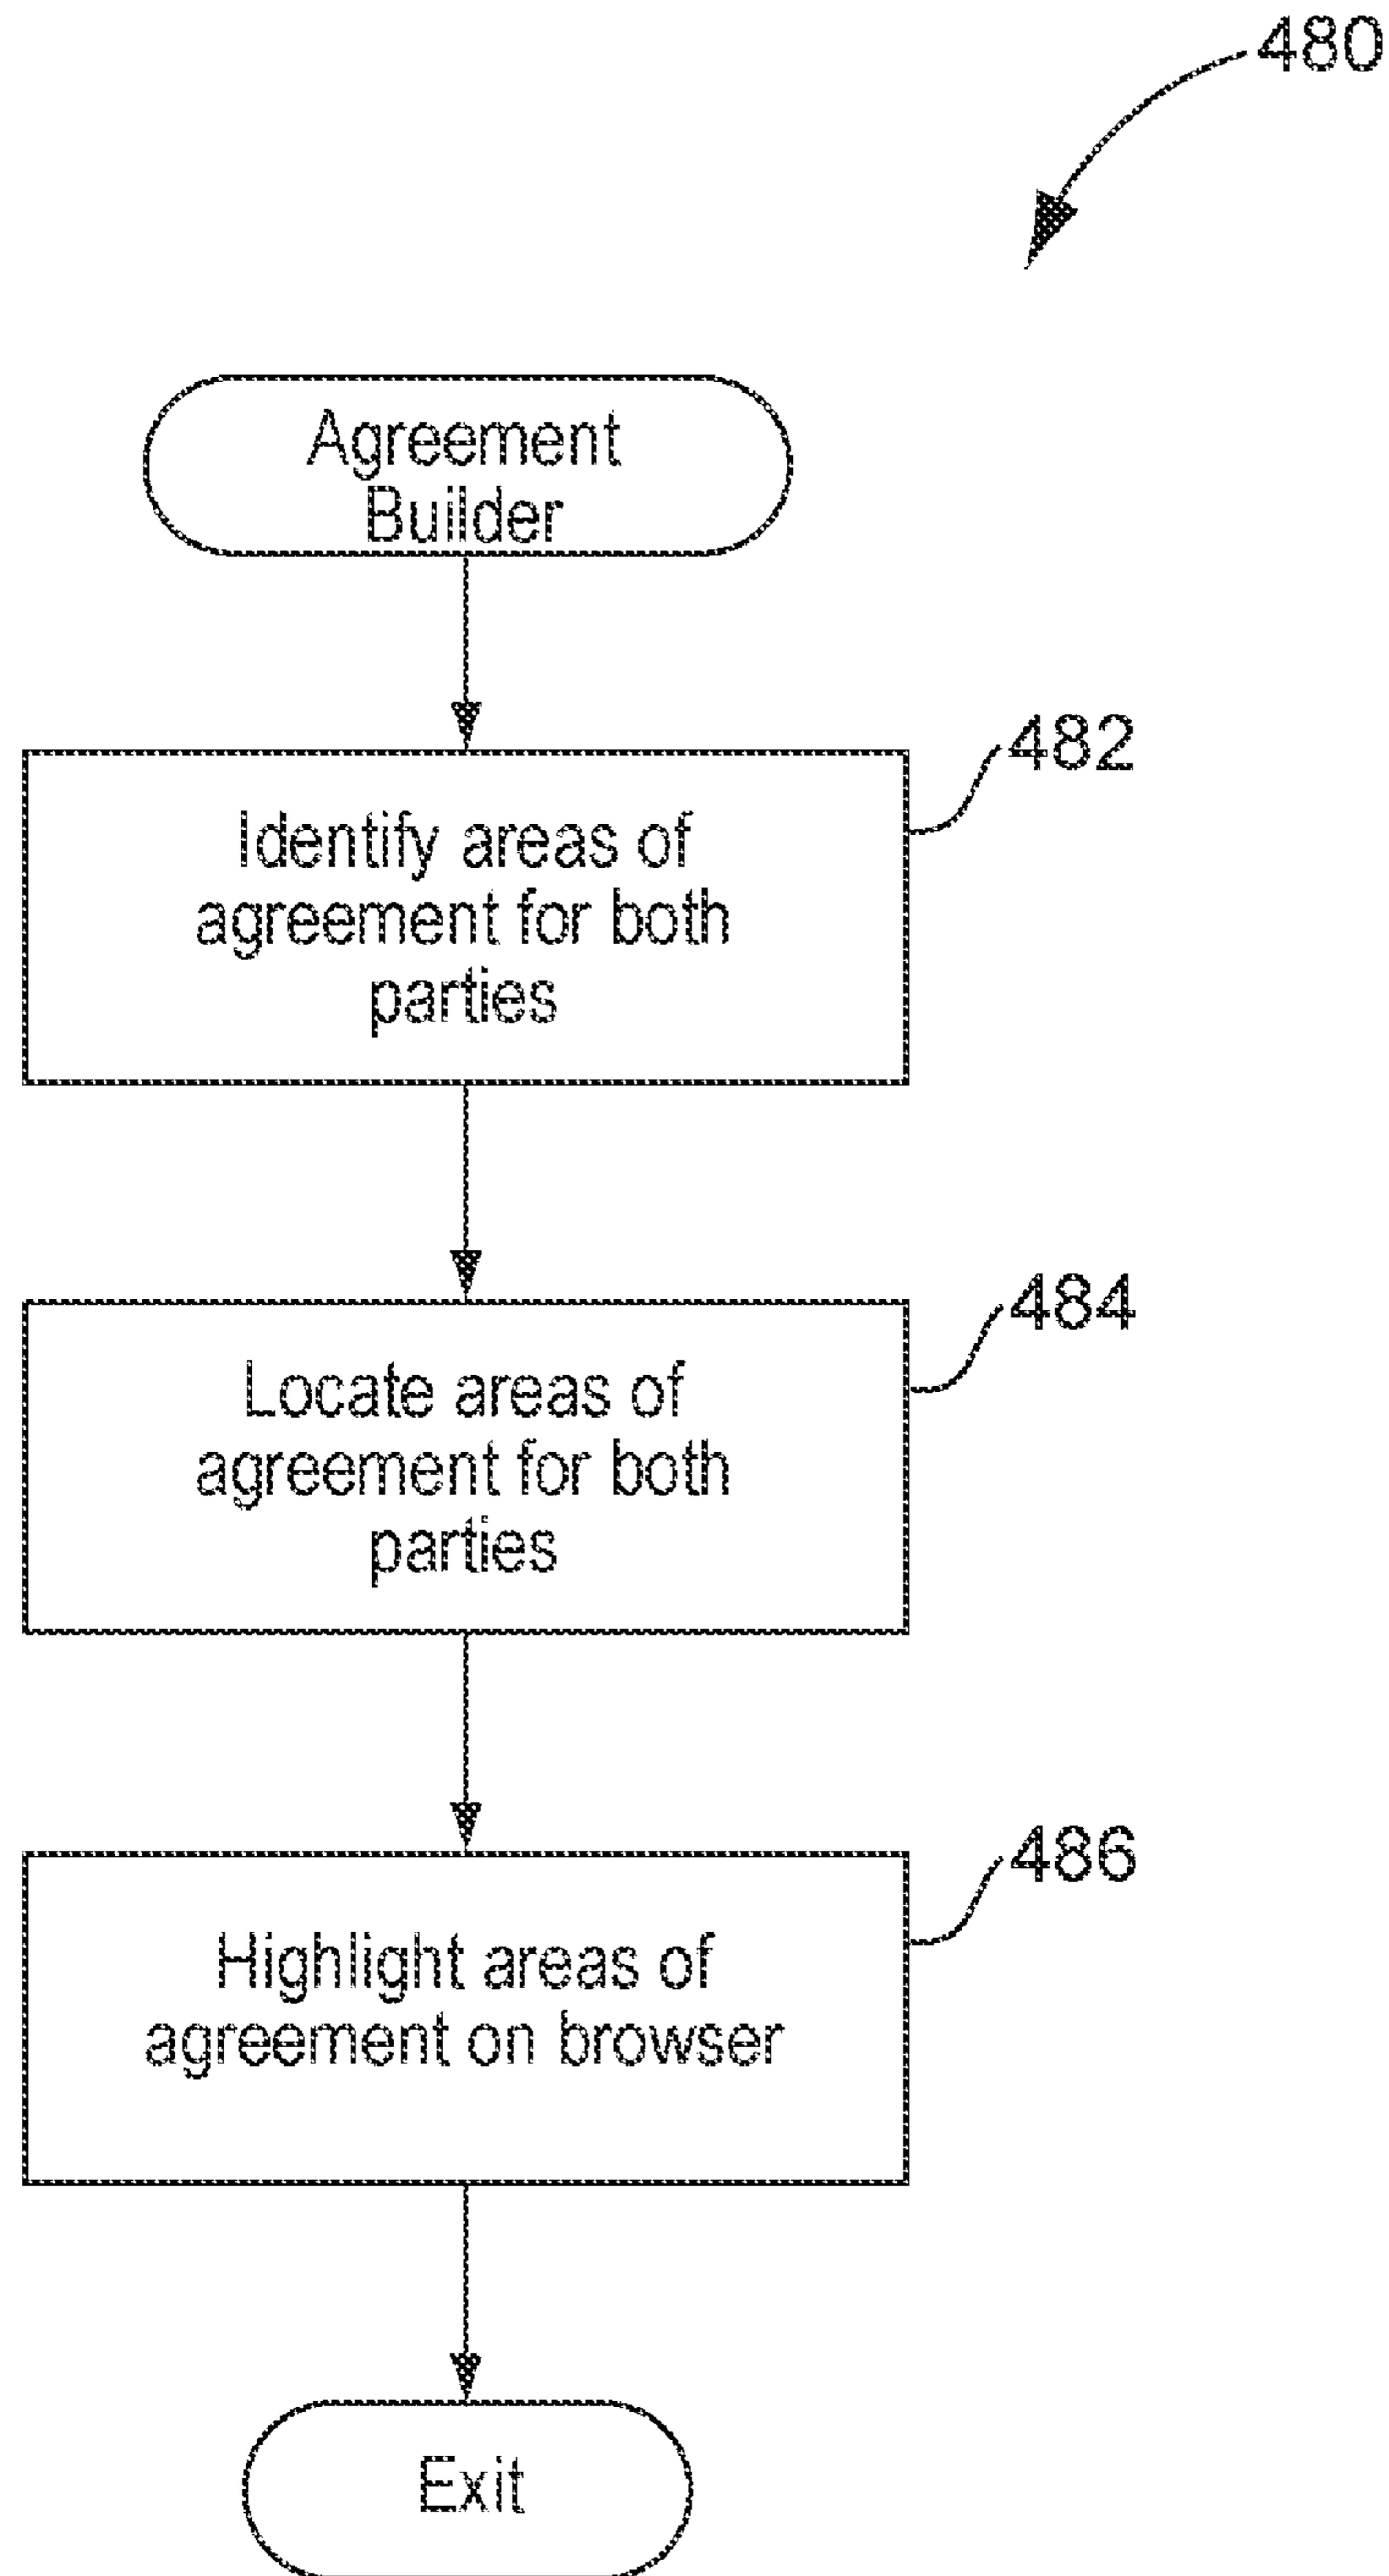 480
Agreement
Builder
482
Identify areas of
agreement for both
parties
484
Locate areas of
agreement for both
parties
486
Highlight areas of
agreement on browser
Exit